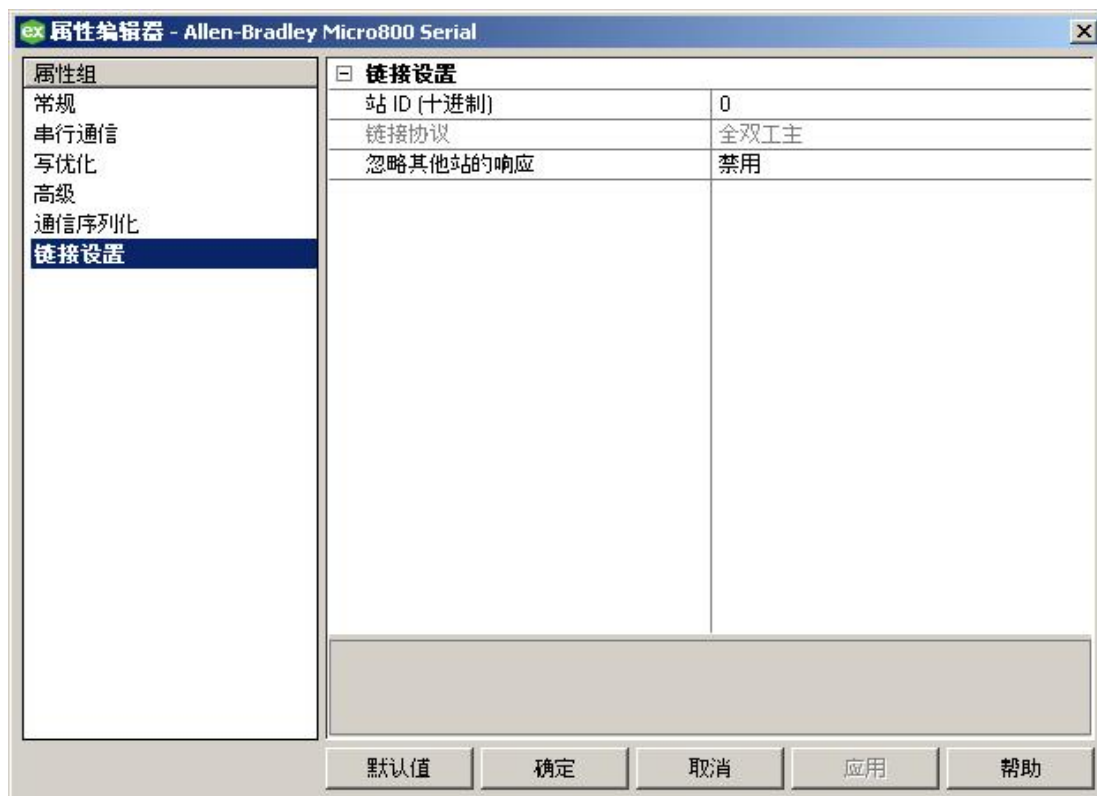 ex 属性编辑器 - Allen-Bradley Micro800 Serial
属性组
常规
串行通信
写优化
高级
通信序列化
链接设置
链接设置
站 ID (十进制) 0
链接协议 全双工主
忽略其他站的响应 禁用
默认值 确定 取消 应用 帮助